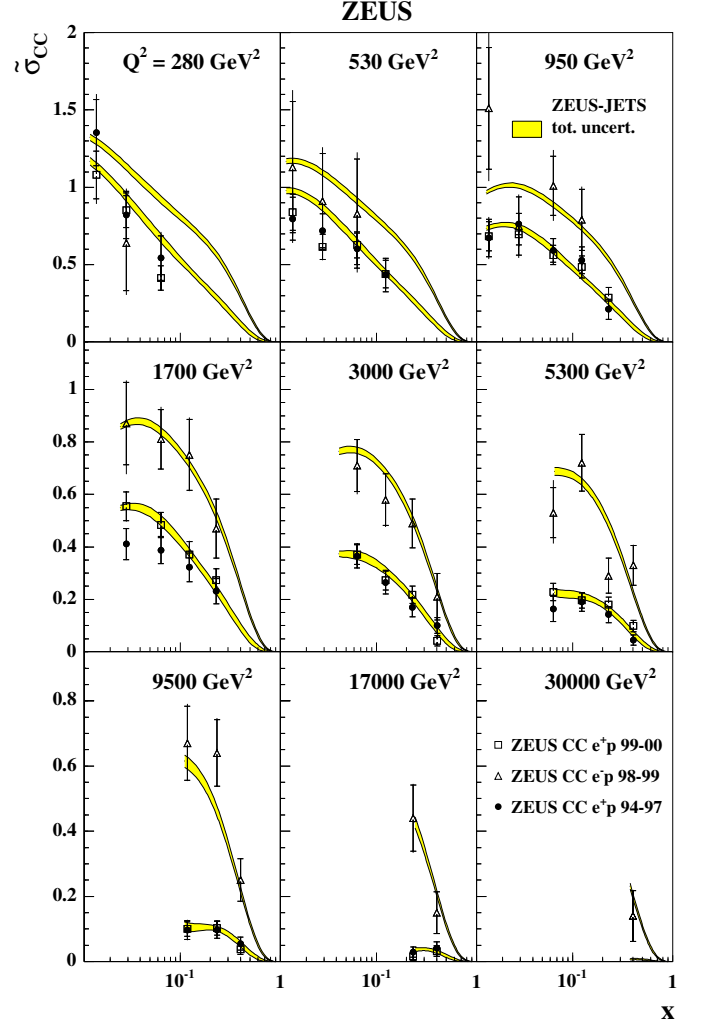 ZEUS
σ̃CC
Q² = 280 GeV²
530 GeV²
950 GeV²
ZEUS-JETS
tot. uncert.
2
1.5
1
0.5
0
1700 GeV²
3000 GeV²
5300 GeV²
1
0.8
0.6
0.4
0.2
0
9500 GeV²
17000 GeV²
30000 GeV²
ZEUS CC e⁺p 99-00
ZEUS CC e⁻p 98-99
ZEUS CC e⁺p 94-97
0.8
0.6
0.4
0.2
0
10⁻¹ 1 10⁻¹ 1 10⁻¹ 1
x